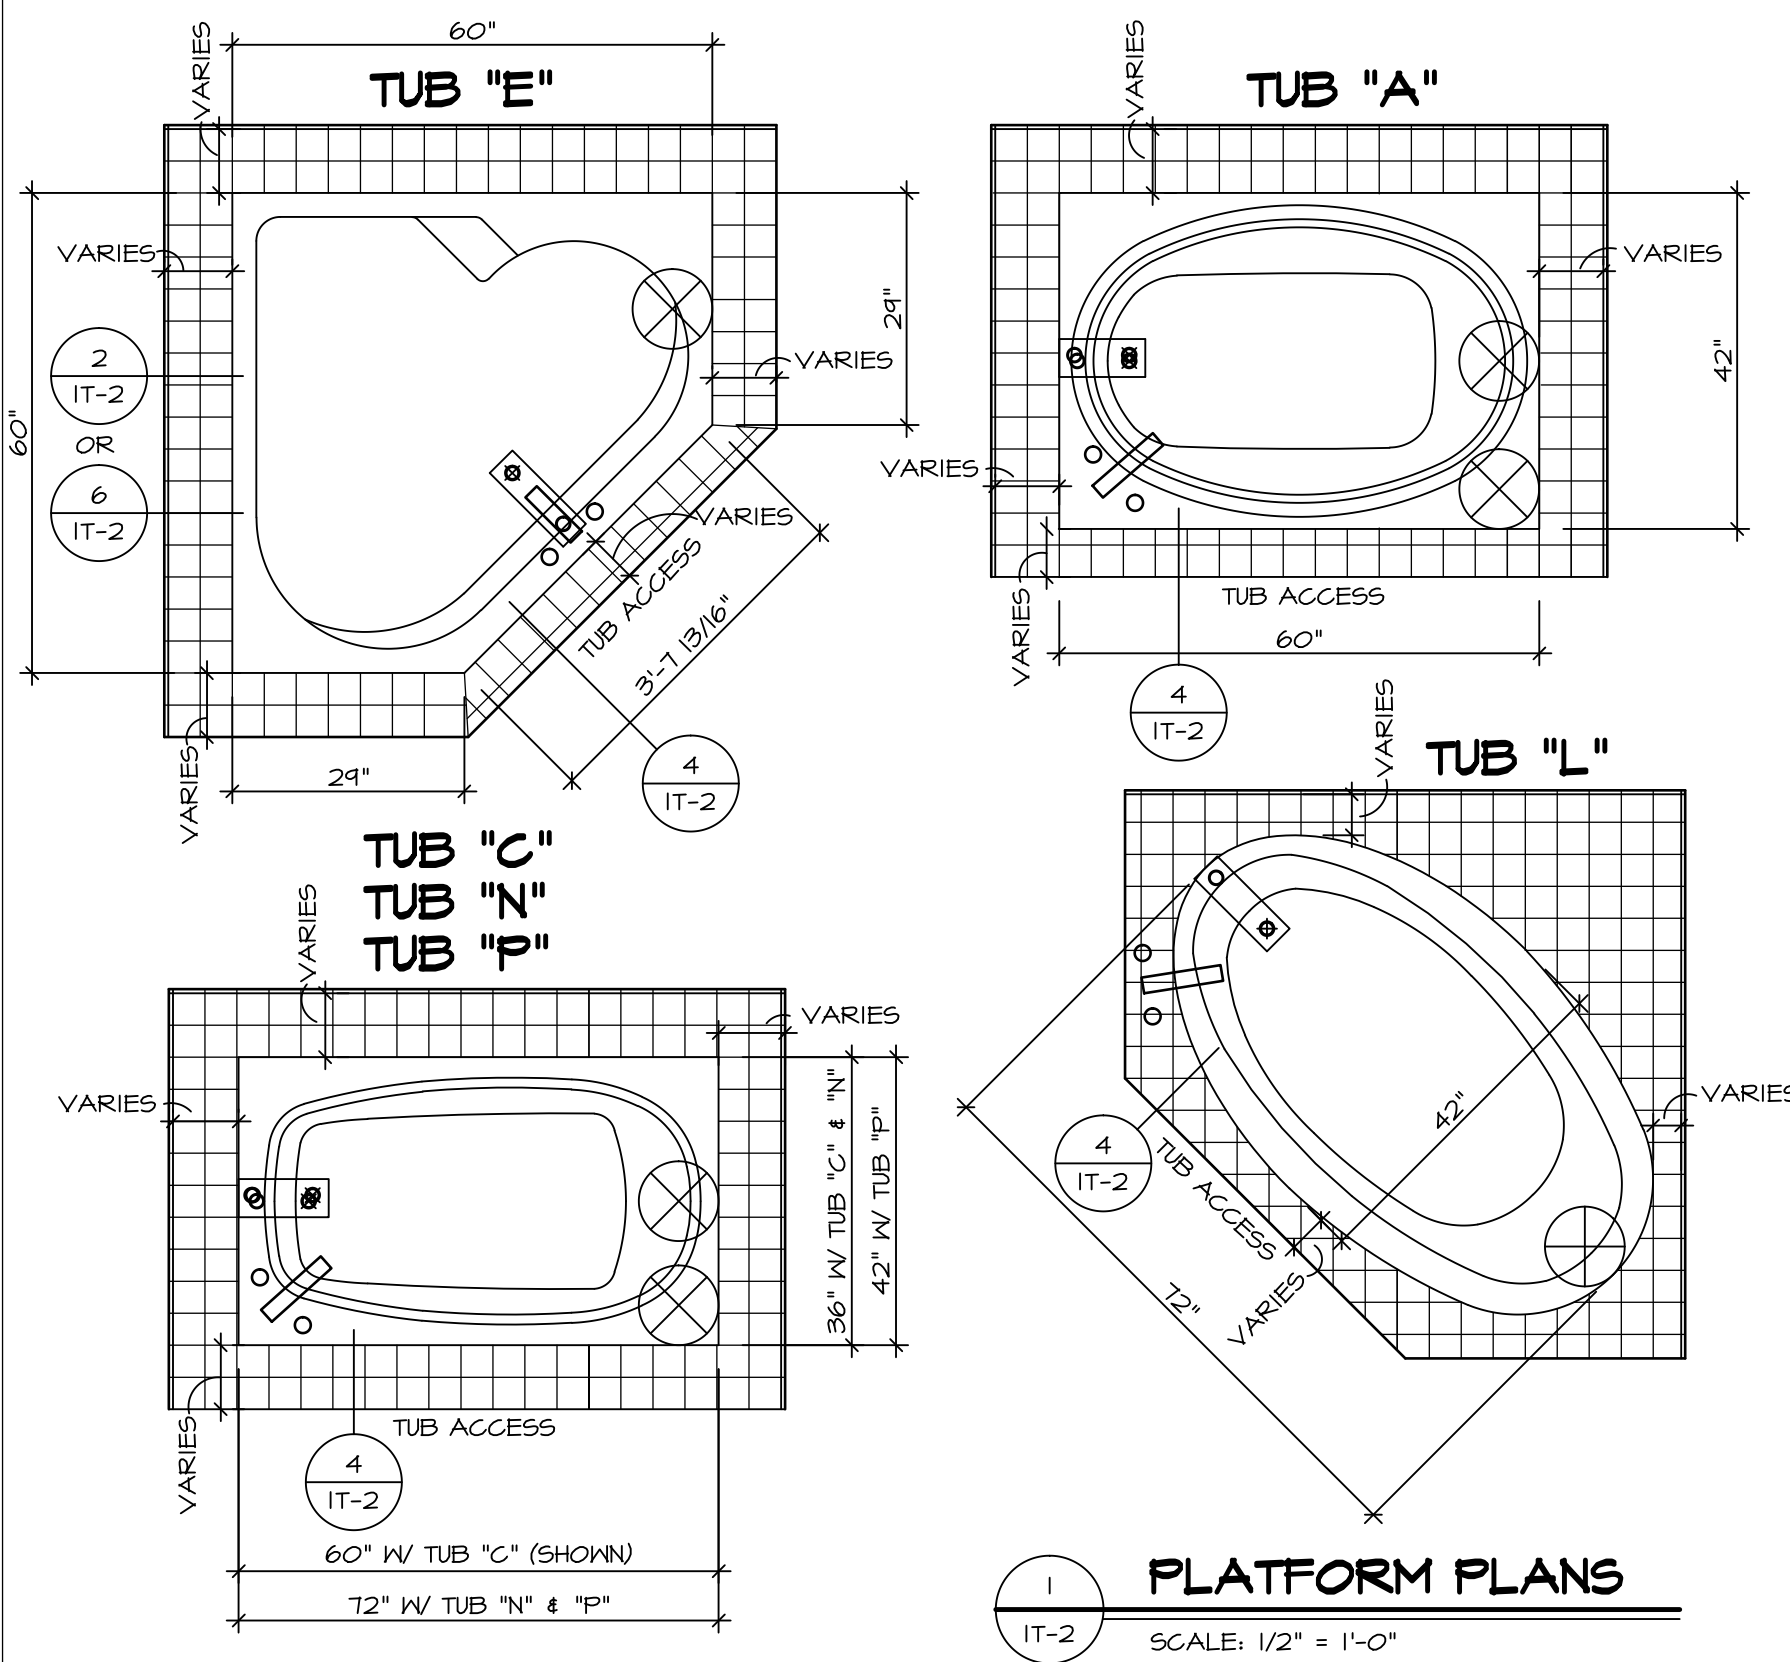 60"
TUB "E"
VARIES
VARIES
2
IT-2
OR
6
IT-2
60"
29"
VARIES
VARIES
TUB ACCESS
3'-7 13/16"
VARIES
29"
4
IT-2
VARIES
TUB "A"
VARIES
42"
VARIES
VARIES
TUB ACCESS
60"
4
IT-2
TUB "C"
TUB "N"
TUB "P"
VARIES
VARIES
VARIES
36" W/ TUB "C" & "N"
42" W/ TUB "P"
VARIES
TUB ACCESS
4
IT-2
60" W/ TUB "C" (SHOWN)
72" W/ TUB "N" & "P"
VARIES
TUB "L"
VARIES
42"
4
IT-2
TUB ACCESS
VARIES
72"
1
IT-2
PLATFORM PLANS
SCALE: 1/2" = 1'-0"